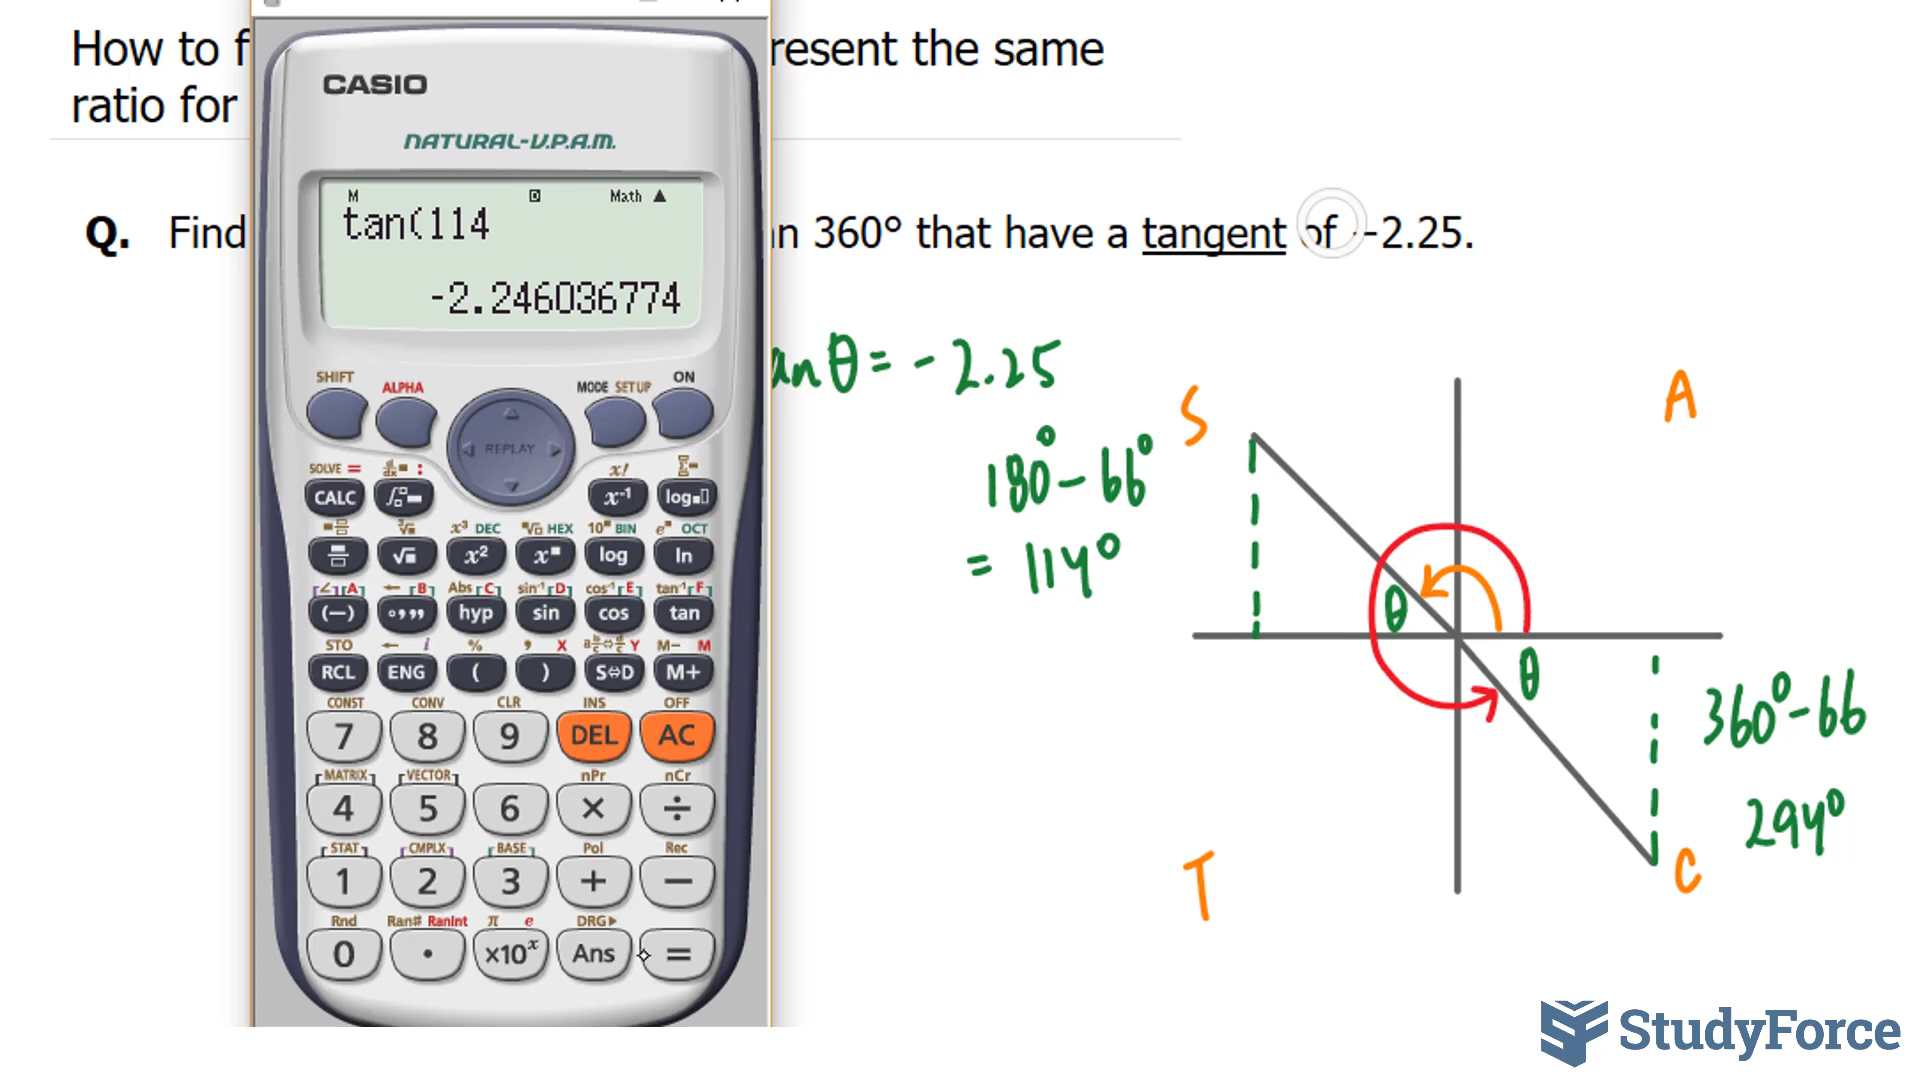 How to f resent the same
ratio for
CASIO
NATURAL-V.P.A.M.
M D Math ▲
tan(114
-2.246036774
Q. Find n 360° that have a tangent of -2.25.
anθ = -2.25
180° - 66°
= 114°
S
A
T
C
θ
θ
360° - 66
294°
SHIFT ALPHA MODE SETUP ON
REPLAY
SOLVE = : x! Σ
CALC x⁻¹ log
x³ DEC HEX 10 BIN e OCT
√ x² x log ln
∠ A ← B Abs C sin⁻¹ D cos⁻¹ E tan⁻¹ F
(−) °,,, hyp sin cos tan
STO ← i % , X Y M− M
RCL ENG ( ) S⇔D M+
CONST CONV CLR INS OFF
7 8 9 DEL AC
MATRIX VECTOR nPr nCr
4 5 6 × ÷
STAT CMPLX BASE Pol Rec
1 2 3 + −
Rnd Ran# RanInt π e DRG▶
0 . ×10ˣ Ans =
StudyForce